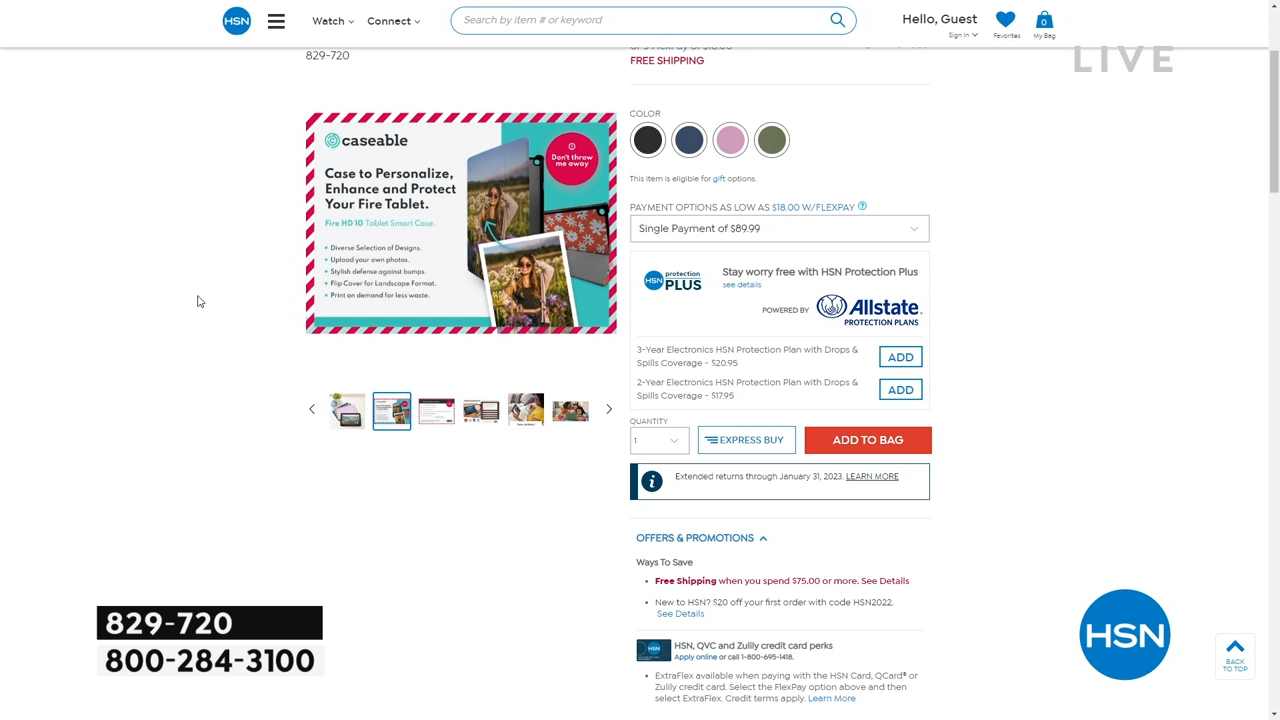 HSN
Watch
Connect
Search by item # or keyword
Hello, Guest
Sign In
Favorites
0
My Bag
LIVE
829-720
FREE SHIPPING
COLOR
This item is eligible for gift options.
PAYMENT OPTIONS AS LOW AS $18.00 W/FLEXPAY
Single Payment of $89.99
caseable
Case to Personalize,
Enhance and Protect
Your Fire Tablet.
Fire HD 10 Tablet Smart Case.
• Diverse Selection of Designs.
• Upload your own photos.
• Stylish defense against bumps.
• Flip Cover for Landscape Format.
• Print on demand for less waste.
Don't throw
me away
HSN protection
PLUS
Stay worry free with HSN Protection Plus
see details
POWERED BY Allstate
PROTECTION PLANS
3-Year Electronics HSN Protection Plan with Drops &
Spills Coverage - $20.95
ADD
2-Year Electronics HSN Protection Plan with Drops &
Spills Coverage - $17.95
ADD
QUANTITY
1
EXPRESS BUY
ADD TO BAG
Extended returns through January 31, 2023. LEARN MORE
OFFERS & PROMOTIONS
Ways To Save
• Free Shipping when you spend $75.00 or more. See Details
• New to HSN? $20 off your first order with code HSN2022.
See Details
HSN, QVC and Zulily credit card perks
Apply online or call 1-800-695-1418.
• ExtraFlex available when paying with the HSN Card, QCard® or
Zulily credit card. Select the FlexPay option above and then
select ExtraFlex. Credit terms apply. Learn More
829-720
800-284-3100
HSN
BACK
TO TOP